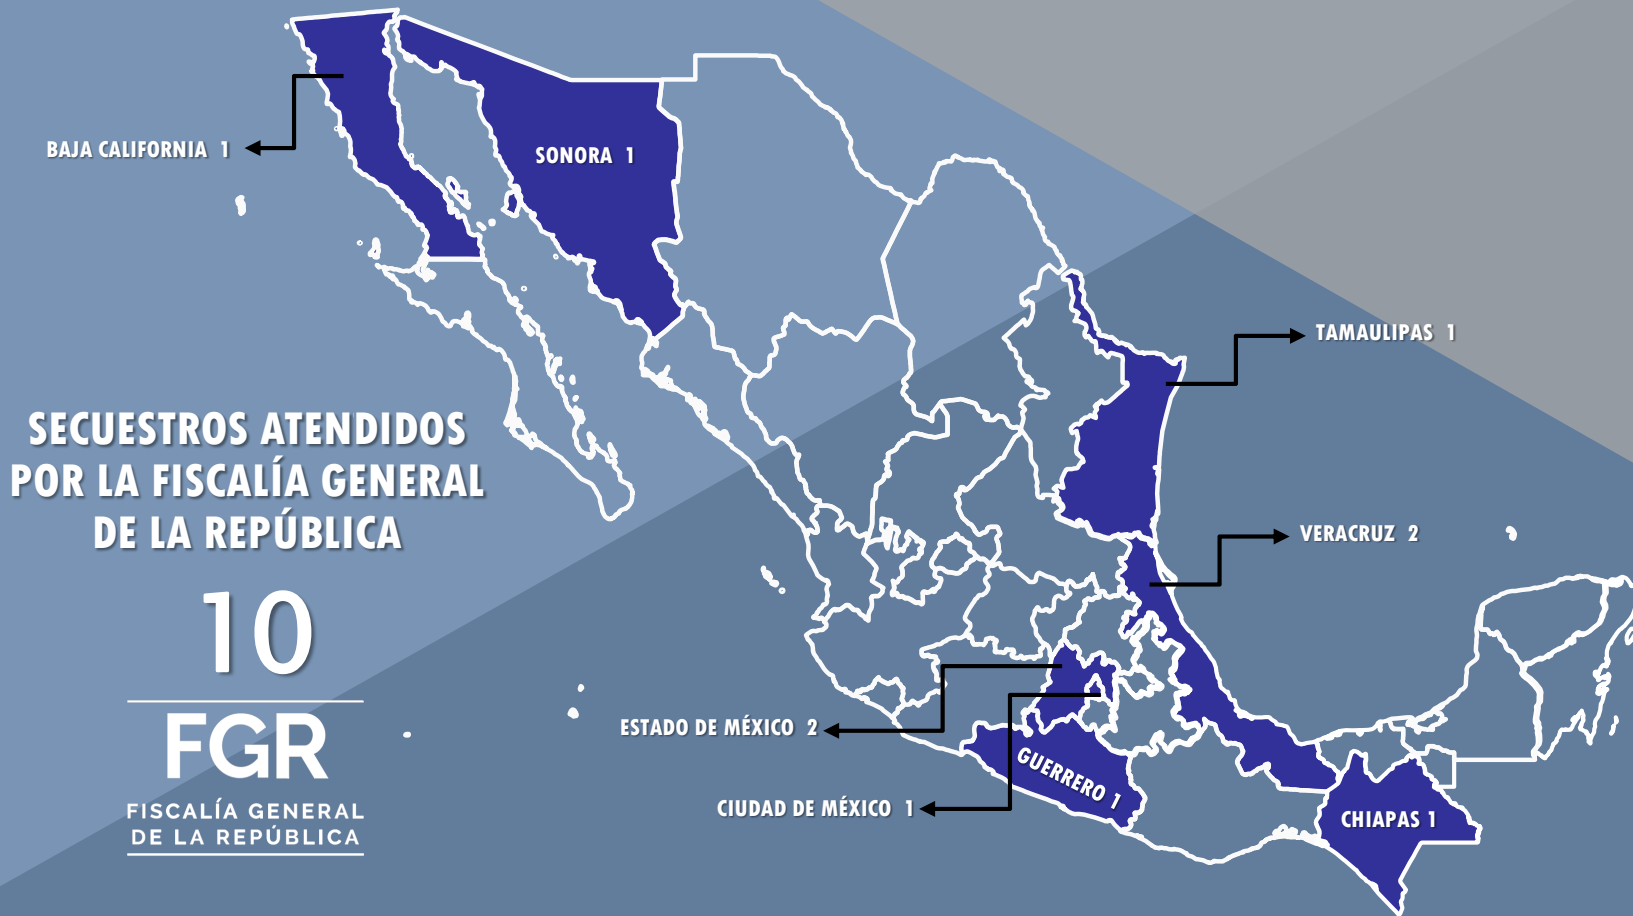 BAJA CALIFORNIA 1
SONORA 1
TAMAULIPAS 1
SECUESTROS ATENDIDOS
POR LA FISCALÍA GENERAL
DE LA REPÚBLICA
10
FGR
FISCALÍA GENERAL
DE LA REPÚBLICA
VERACRUZ 2
ESTADO DE MÉXICO 2
GUERRERO 1
CIUDAD DE MÉXICO 1
CHIAPAS 1